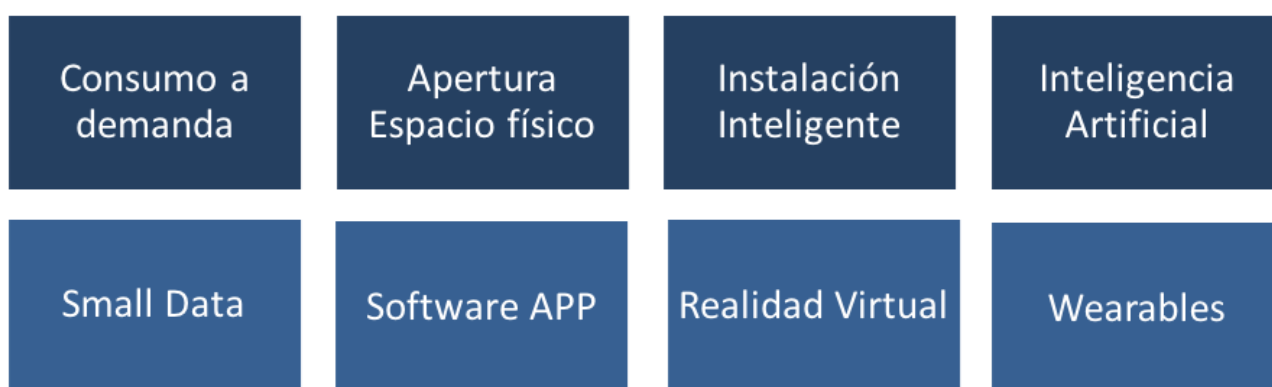 Consumo a
demanda
Apertura
Espacio físico
Instalación
Inteligente
Inteligencia
Artificial
Small Data
Software APP
Realidad Virtual
Wearables